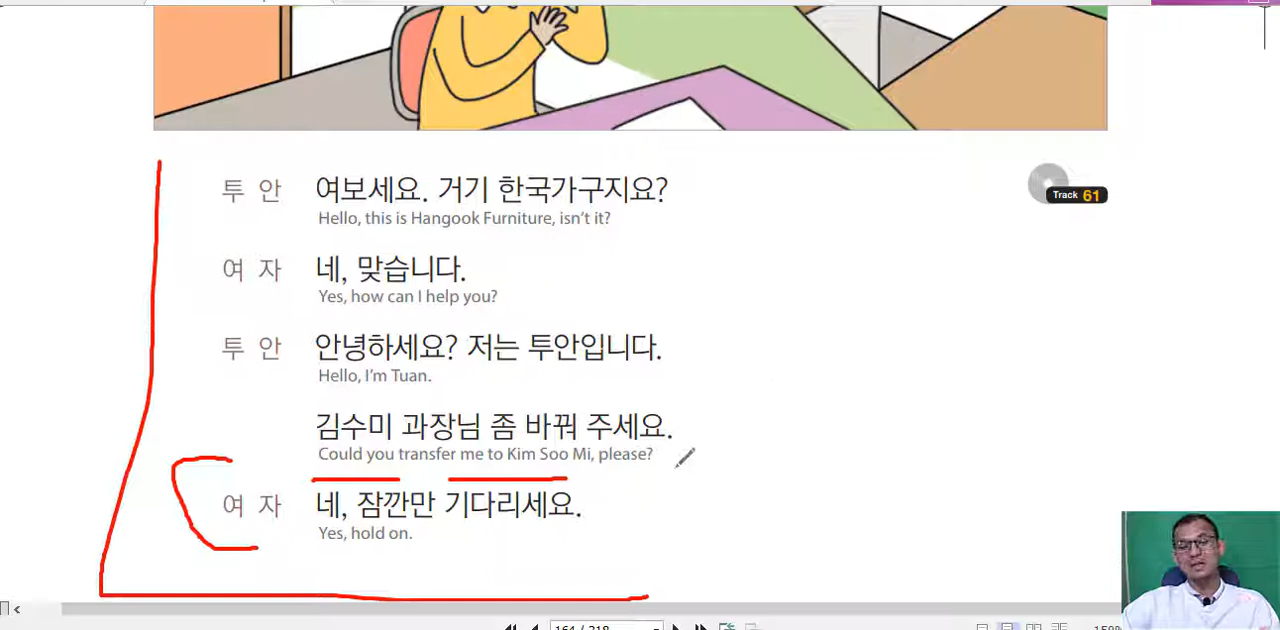 투 안 여보세요. 거기 한국가구지요?
Track 61
Hello, this is Hangook Furniture, isn't it?
여 자 네, 맞습니다.
Yes, how can I help you?
투 안 안녕하세요? 저는 투안입니다.
Hello, I'm Tuan.
김수미 과장님 좀 바꿔 주세요.
Could you transfer me to Kim Soo Mi, please?
여 자 네, 잠깐만 기다리세요.
Yes, hold on.
164 / 218